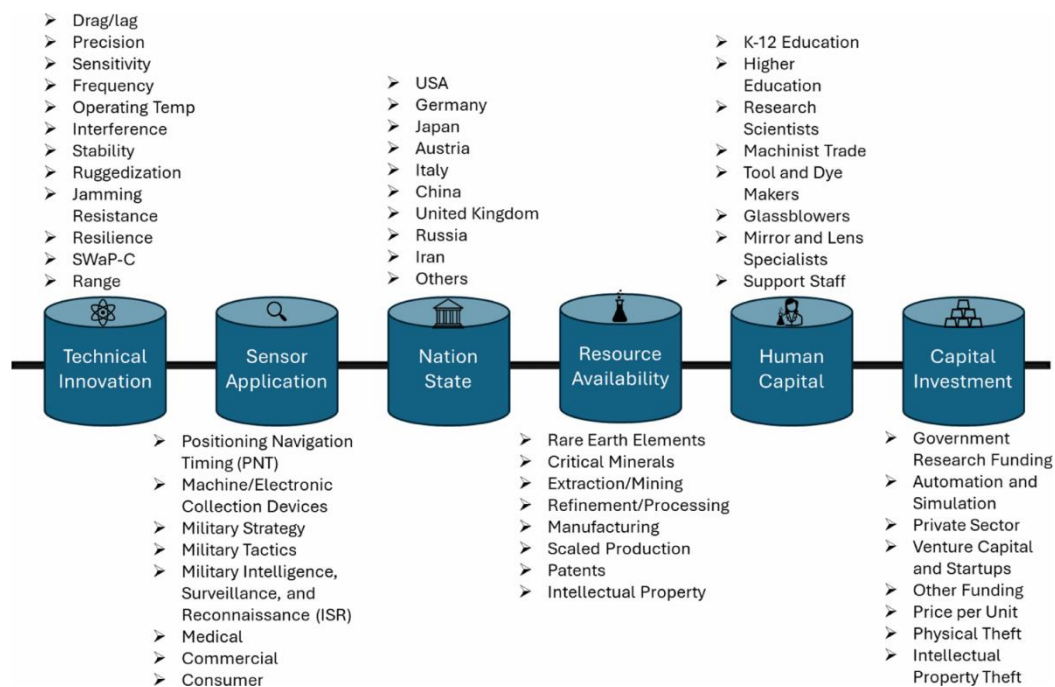 Drag/lag
Precision
Sensitivity
Frequency
Operating Temp
Interference
Stability
Ruggedization
Jamming
Resistance
Resilience
SWaP-C
Range
USA
Germany
Japan
Austria
Italy
China
United Kingdom
Russia
Iran
Others
K-12 Education
Higher
Education
Research
Scientists
Machinist Trade
Tool and Dye
Makers
Glassblowers
Mirror and Lens
Specialists
Support Staff
Technical
Innovation
Sensor
Application
Nation
State
Resource
Availability
Human
Capital
Capital
Investment
Positioning Navigation
Timing (PNT)
Machine/Electronic
Collection Devices
Military Strategy
Military Tactics
Military Intelligence,
Surveillance, and
Reconnaissance (ISR)
Medical
Commercial
Consumer
Rare Earth Elements
Critical Minerals
Extraction/Mining
Refinement/Processing
Manufacturing
Scaled Production
Patents
Intellectual Property
Government
Research Funding
Automation and
Simulation
Private Sector
Venture Capital
and Startups
Other Funding
Price per Unit
Physical Theft
Intellectual
Property Theft